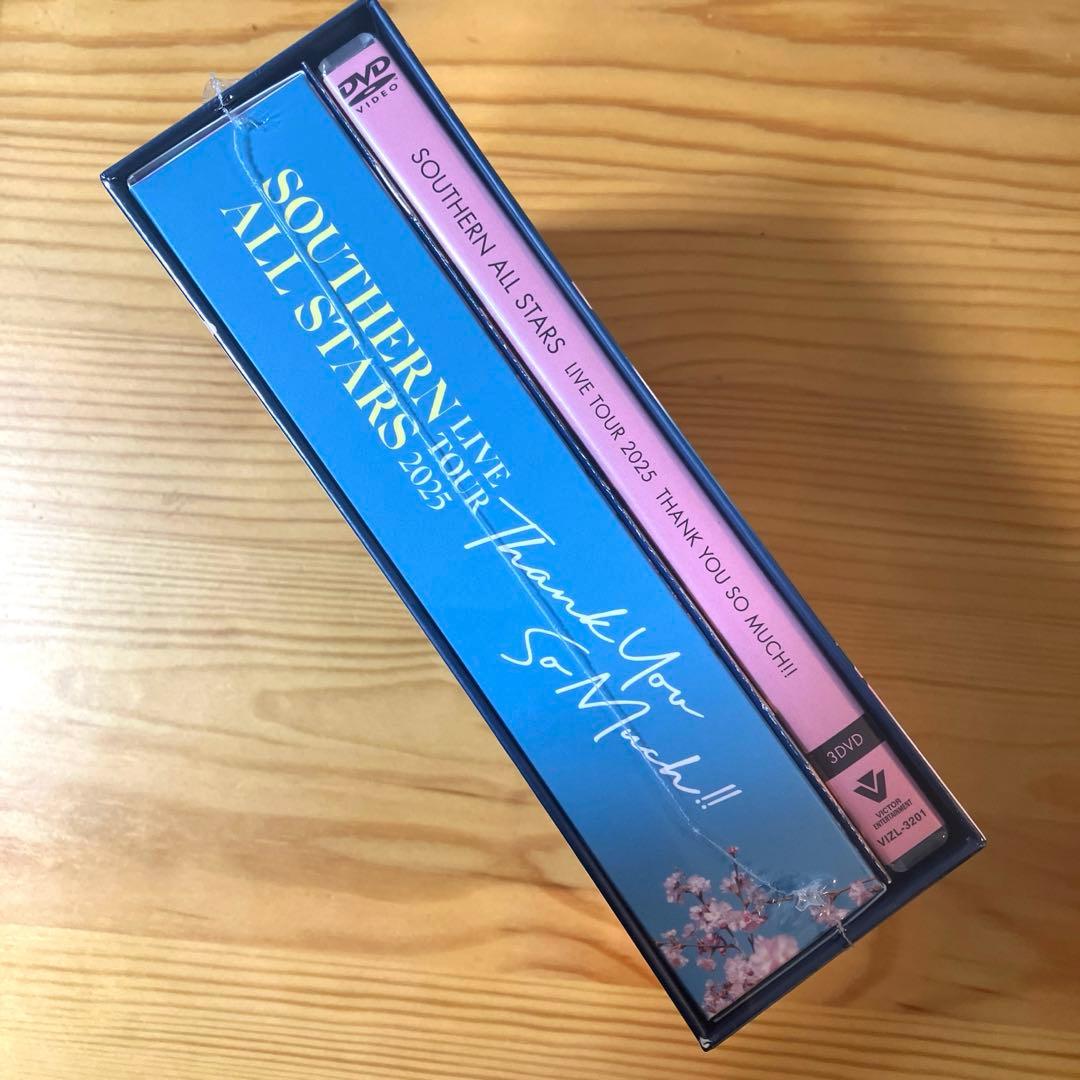 SOUTHERN
ALL STARS
LIVE
TOUR
2025
Thank You
So Much!!
DVD
VIDEO
SOUTHERN ALL STARS LIVE TOUR 2025 THANK YOU SO MUCH!!
3DVD
VICTOR
ENTERTAINMENT
VIZL-3201